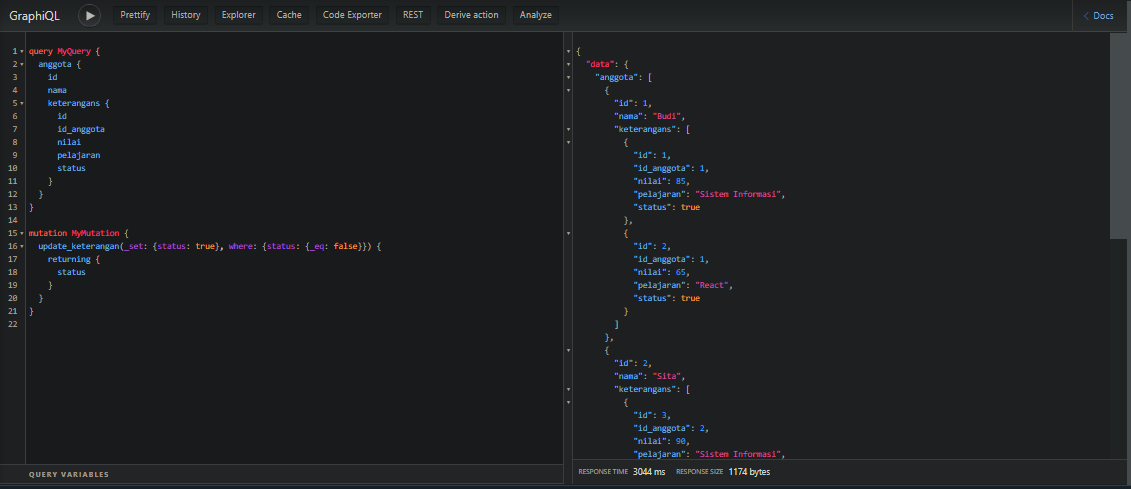 GraphiQL Prettify History Explorer Cache Code Exporter REST Derive action Analyze < Docs
1 query MyQuery {
2 anggota {
3 id
4 nama
5 keterangans {
6 id
7 id_anggota
8 nilai
9 pelajaran
10 status
11 }
12 }
13 }
14
15 mutation MyMutation {
16 update_keterangan(_set: {status: true}, where: {status: {_eq: false}}) {
17 returning {
18 status
19 }
20 }
21 }
22
QUERY VARIABLES
{
"data": {
"anggota": [
{
"id": 1,
"nama": "Budi",
"keterangans": [
{
"id": 1,
"id_anggota": 1,
"nilai": 85,
"pelajaran": "Sistem Informasi",
"status": true
},
{
"id": 2,
"id_anggota": 1,
"nilai": 65,
"pelajaran": "React",
"status": true
}
]
},
{
"id": 2,
"nama": "Sita",
"keterangans": [
{
"id": 3,
"id_anggota": 2,
"nilai": 90,
"pelajaran": "Sistem Informasi",
RESPONSE TIME 3044 ms RESPONSE SIZE 1174 bytes